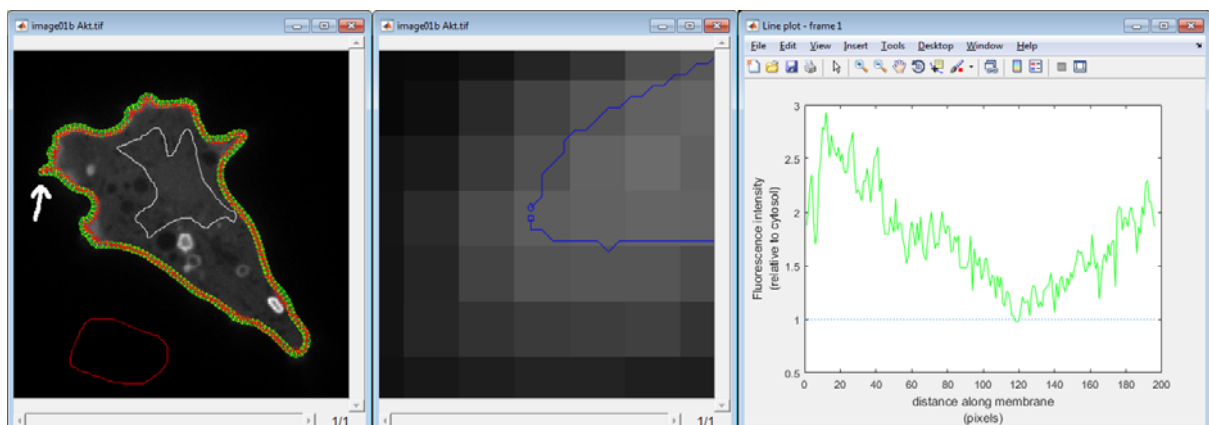 image01b Akt.tif
1/1
image01b Akt.tif
1/1
Line plot - frame 1
File Edit View Insert Tools Desktop Window Help
3
2.5
2
1.5
1
0.5
Fluorescence intensity
(relative to cytosol)
0 20 40 60 80 100 120 140 160 180 200
distance along membrane
(pixels)